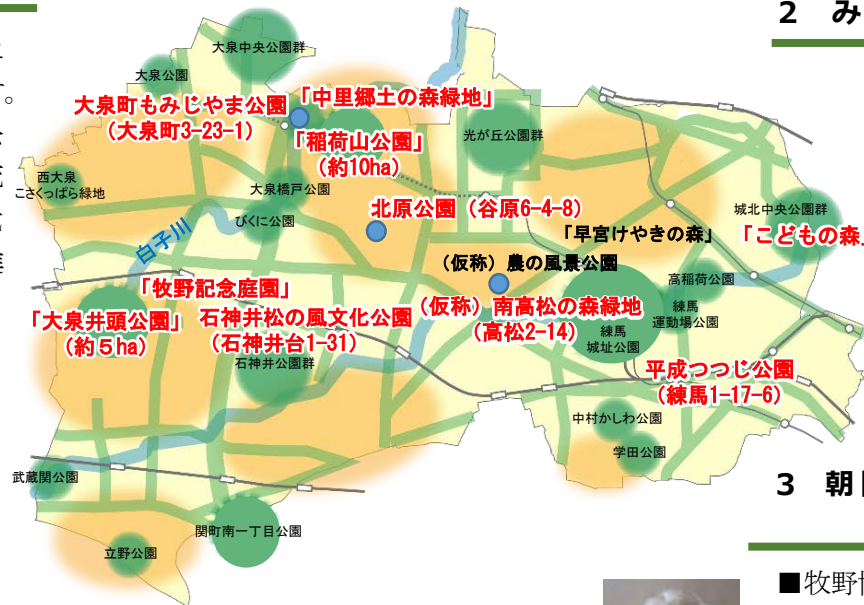 2 み
大泉中央公園群
大泉公園
大泉町もみじやま公園
(大泉町3-23-1)
「中里郷土の森緑地」
「稲荷山公園」
(約10ha)
光が丘公園群
西大泉
こさくっぱら緑地
大泉橋戸公園
びくに公園
白子川
北原公園（谷原6-4-8）
城北中央公園群
「早宮けやきの森」
「こどもの森」
（仮称）農の風景公園
高稲荷公園
「牧野記念庭園」
「大泉井頭公園」
(約5ha)
石神井松の風文化公園
(石神井台1-31)
石神井公園群
（仮称）南高松の森緑地
(高松2-14)
練馬
運動場公園
練馬
城址公園
平成つつじ公園
(練馬1-17-6)
中村かしわ公園
学田公園
武蔵関公園
関町南一丁目公園
立野公園
3 朝
■牧野